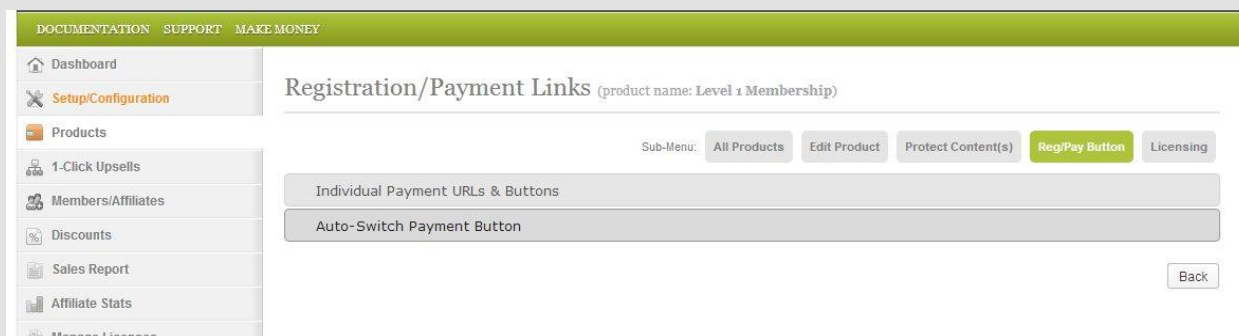 DOCUMENTATION SUPPORT MAKE MONEY
Dashboard
Setup/Configuration
Products
1-Click Upsells
Members/Affiliates
Discounts
Sales Report
Affiliate Stats
Manage Licenses
Registration/Payment Links (product name: Level 1 Membership)
Sub-Menu: All Products Edit Product Protect Content(s) Reg/Pay Button Licensing
Individual Payment URLs & Buttons
Auto-Switch Payment Button
Back